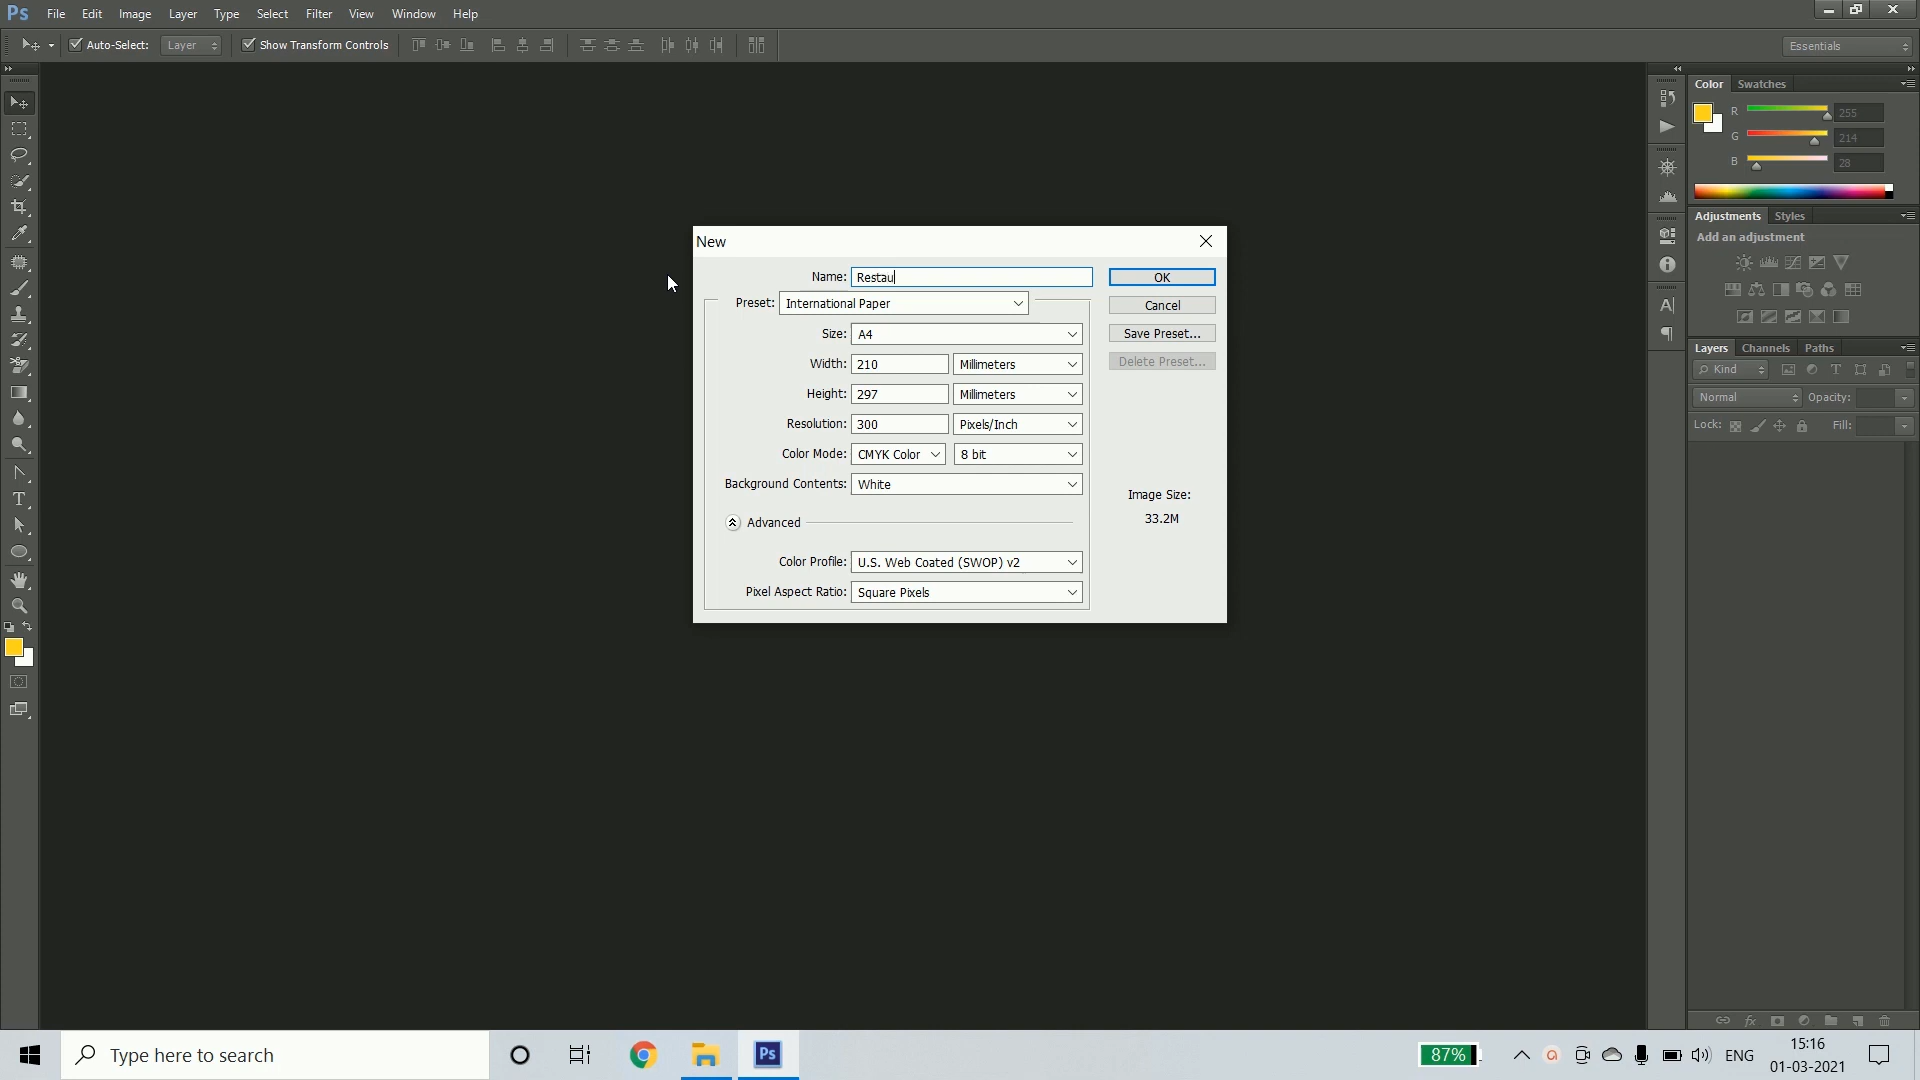 Ps File Edit Image Layer Type Select Filter View Window Help
Auto-Select: Layer Show Transform Controls Essentials
Color Swatches
R 255
G 214
B 28
Adjustments Styles
Add an adjustment
Layers Channels Paths
Kind
Normal Opacity:
Lock: Fill:
New
Name: Restau OK
Preset: International Paper Cancel
Size: A4 Save Preset...
Width: 210 Millimeters Delete Preset...
Height: 297 Millimeters
Resolution: 300 Pixels/Inch
Color Mode: CMYK Color 8 bit
Background Contents: White
Image Size:
33.2M
Advanced
Color Profile: U.S. Web Coated (SWOP) v2
Pixel Aspect Ratio: Square Pixels
Type here to search Ps 87% ENG 15:16
01-03-2021